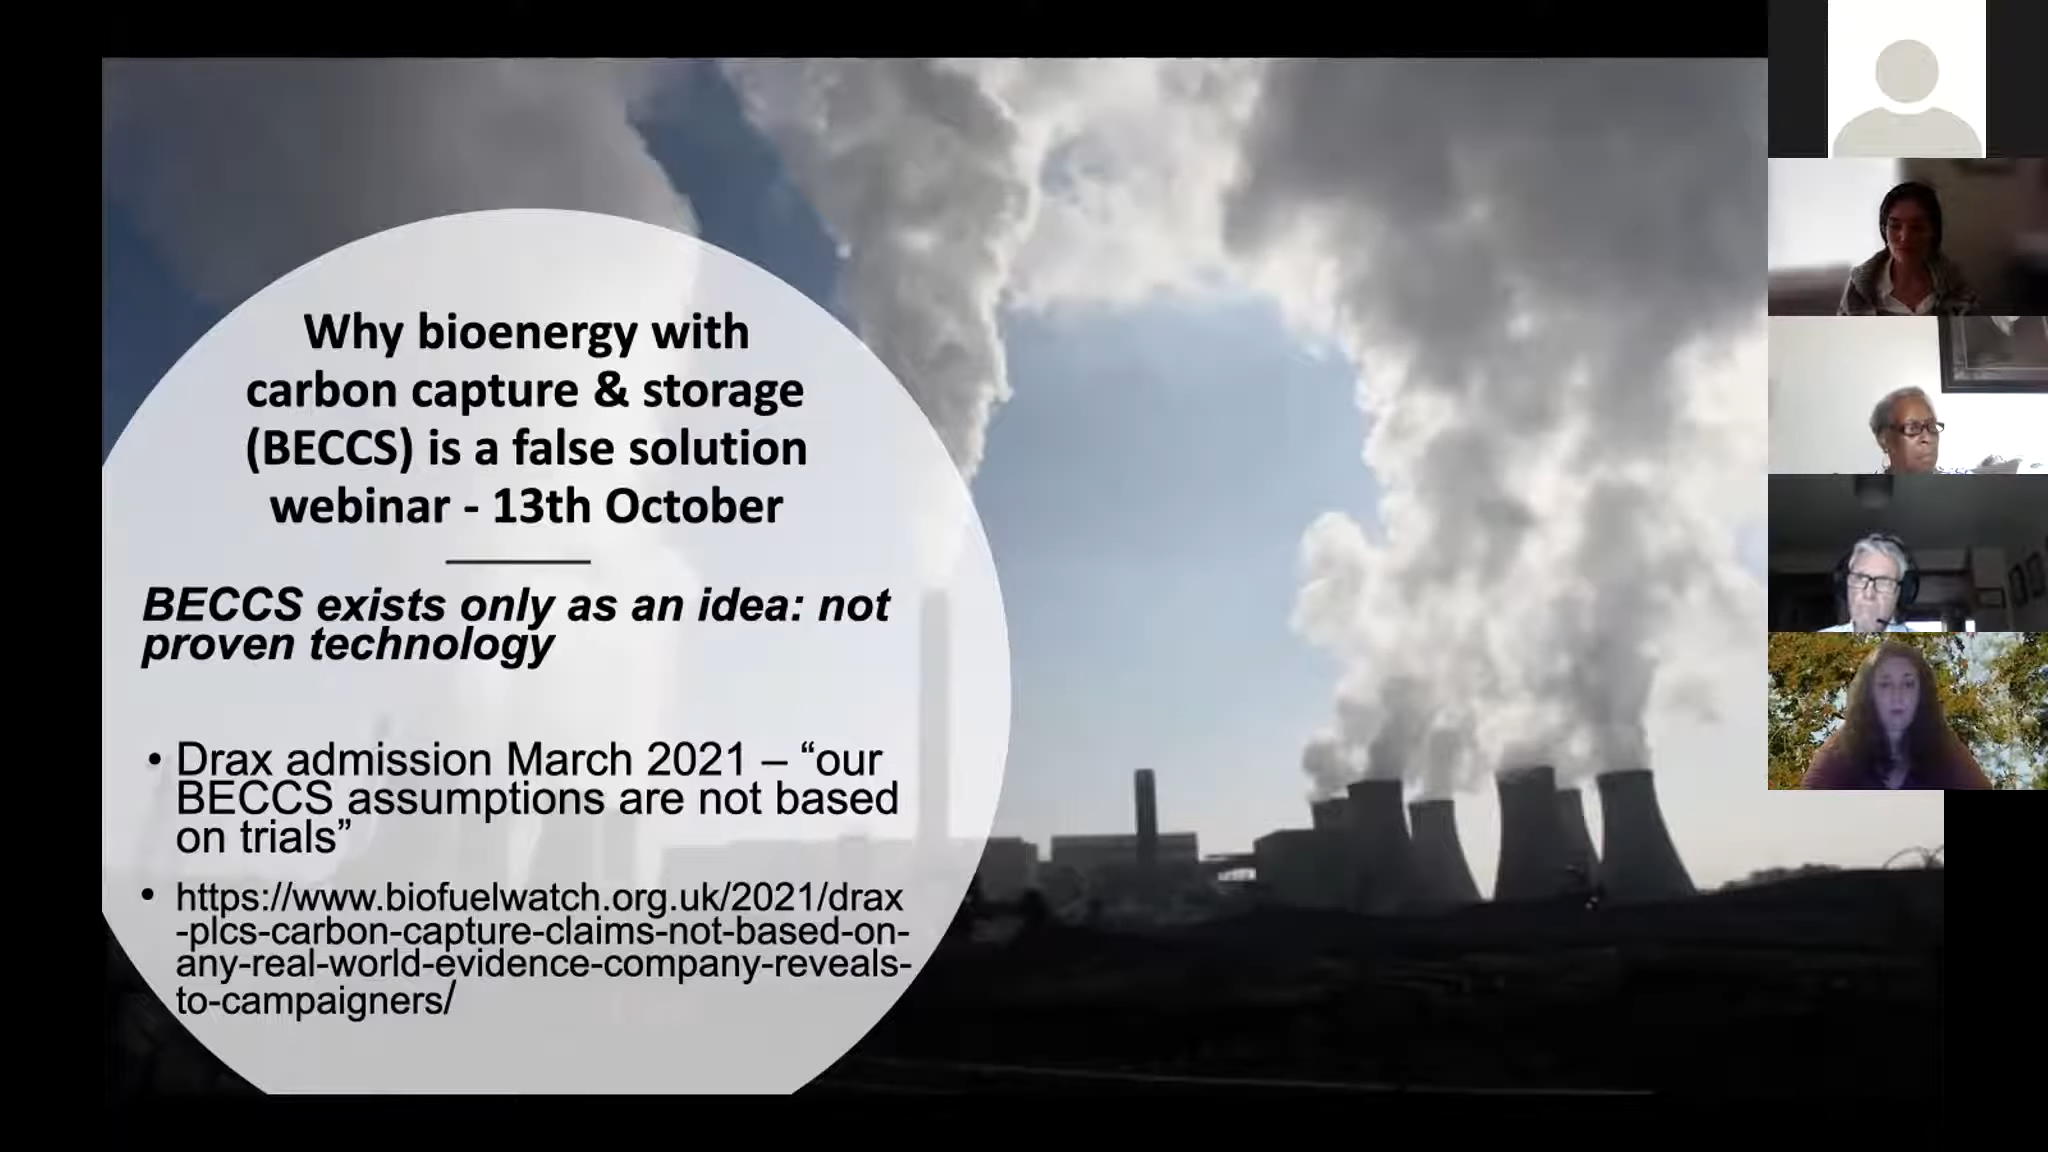 Why bioenergy with
carbon capture & storage
(BECCS) is a false solution
webinar - 13th October
BECCS exists only as an idea: not
proven technology
• Drax admission March 2021 – “our
BECCS assumptions are not based
on trials”
• https://www.biofuelwatch.org.uk/2021/drax
-plcs-carbon-capture-claims-not-based-on-
any-real-world-evidence-company-reveals-
to-campaigners/